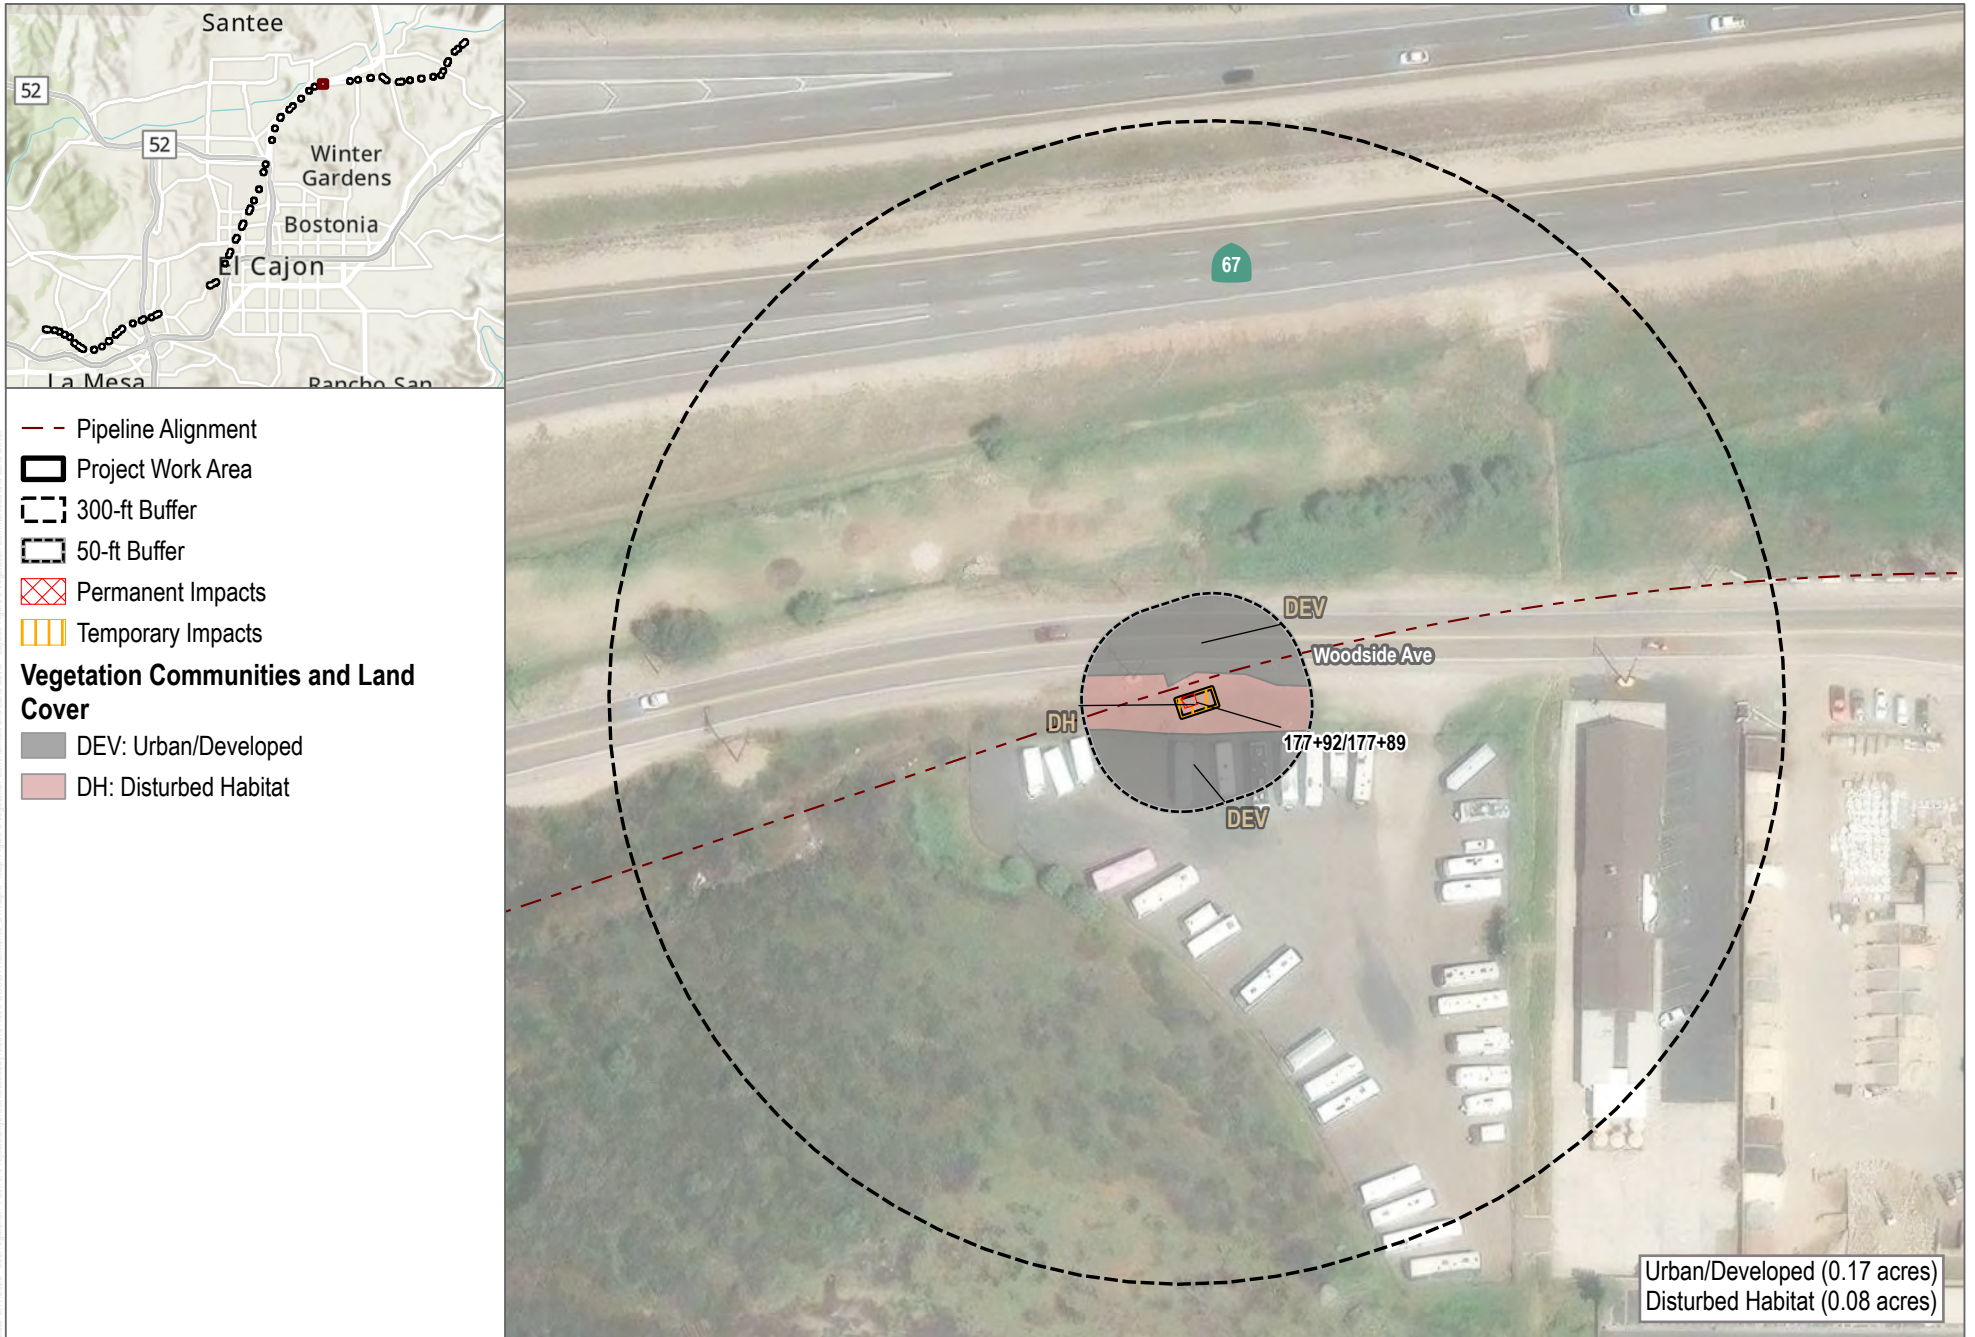 Santee
52
52
Winter
Gardens
Bostonia
El Cajon
La Mesa
Rancho San
Pipeline Alignment
Project Work Area
300-ft Buffer
50-ft Buffer
Permanent Impacts
Temporary Impacts
Vegetation Communities and Land
Cover
DEV: Urban/Developed
DH: Disturbed Habitat
67
DEV
Woodside Ave
DH
177+92/177+89
DEV
Urban/Developed (0.17 acres)
Disturbed Habitat (0.08 acres)